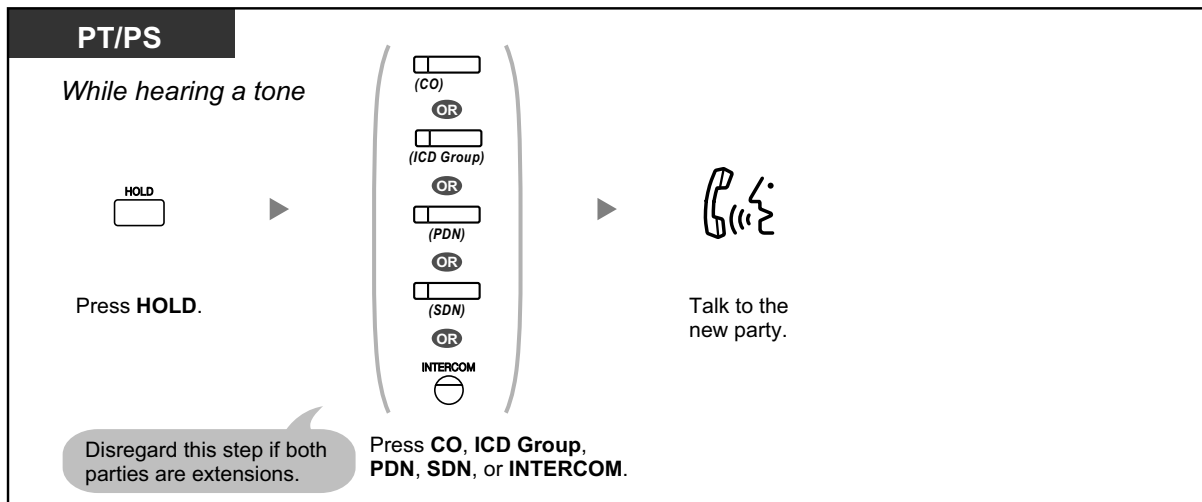 PT/PS
While hearing a tone
HOLD
Press HOLD.
(CO)
OR
(ICD Group)
OR
(PDN)
OR
(SDN)
OR
INTERCOM
Disregard this step if both
parties are extensions.
Press CO, ICD Group,
PDN, SDN, or INTERCOM.
Talk to the
new party.